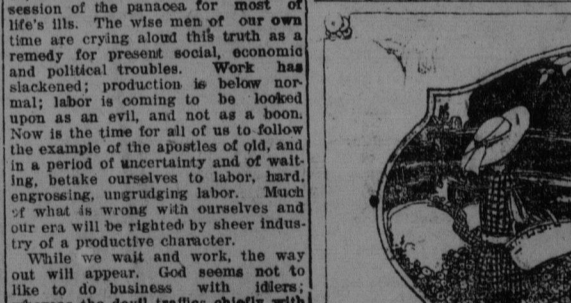 session of the panacea for most of
life's ills. The wise men of our own
time are crying aloud this truth as a
remedy for present social, economic
and political troubles. Work has
slackened; production is below nor-
mal; labor is coming to be looked
upon as an evil, and not as a boon.
Now is the time for all of us to follow
the example of the apostles of old, and
in a period of uncertainty and of wait-
ing, betake ourselves to labor, hard,
engrossing, ungrudging labor. Much
of what is wrong with ourselves and
our era will be righted by sheer indus-
try of a productive character.
While we wait and work, the way
out will appear. God seems not to
like to do business with idlers;
whereas the devil traffics chiefly with